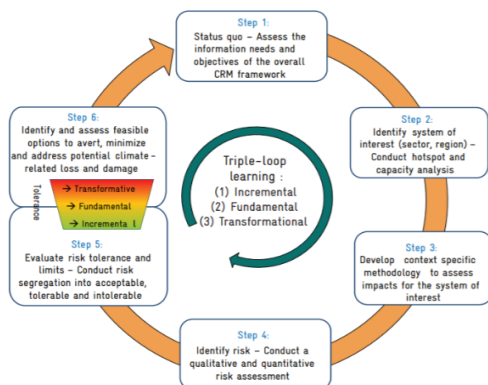 Step 1:
Status quo – Assess the
information needs and
objectives of the overall
CRM framework
Step 2:
Identify system of
interest (sector, region) –
Conduct hotspot and
capacity analysis
Step 3:
Develop context specific
methodology to assess
impacts for the system of
interest
Step 4:
Identify risk – Conduct a
qualitative and quantitative
risk assessment
Step 5:
Evaluate risk tolerance and
limits – Conduct risk
segregation into acceptable,
tolerable and intolerable
Step 6:
Identify and assess feasible
options to avert, minimize
and address potential climate –
related loss and damage
Tolerance
→ Transformative
→ Fundamental
→ Incrementa l
Triple-loop
learning :
(1) Incremental
(2) Fundamental
(3) Transformational